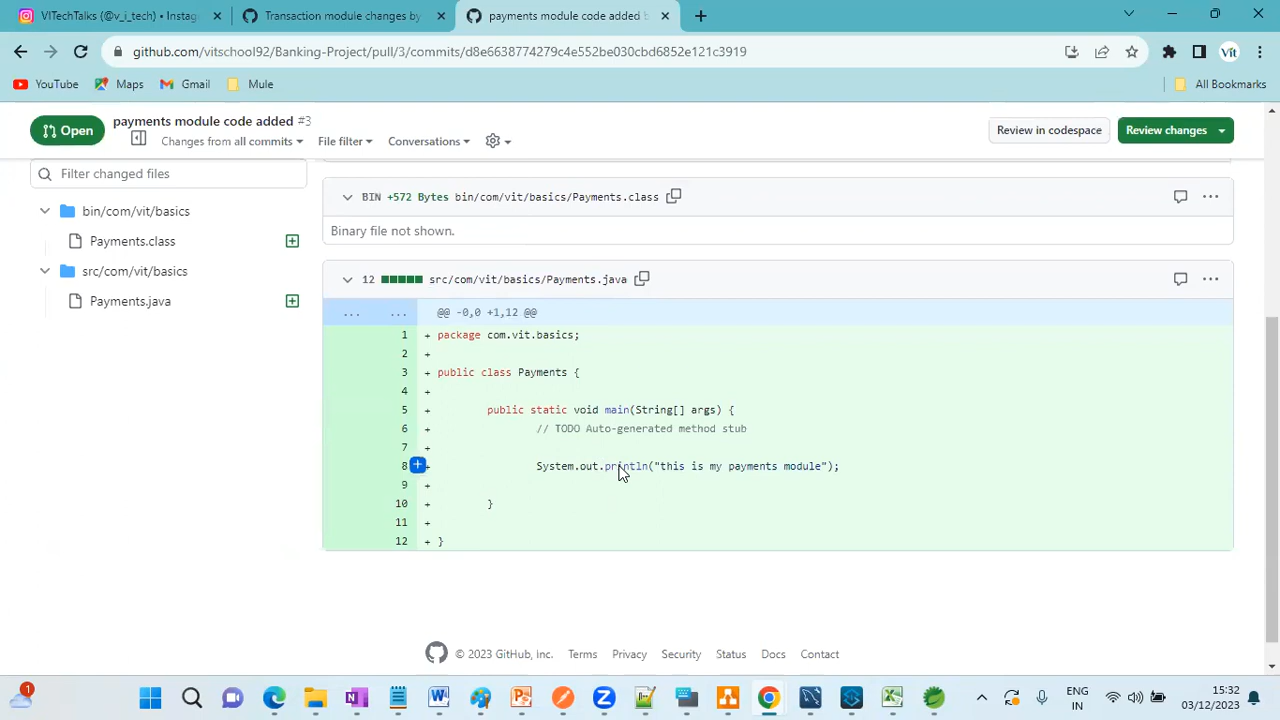 VITechTalks (@v_i_tech) • Instag
Transaction module changes by
payments module code added b
github.com/vitschool92/Banking-Project/pull/3/commits/d8e6638774279c4e552be030cbd6852e121c3919
Vit
YouTube
Maps
Gmail
Mule
All Bookmarks
Open
payments module code added #3
Changes from all commits
File filter
Conversations
Review in codespace
Review changes
Filter changed files
bin/com/vit/basics
Payments.class
src/com/vit/basics
Payments.java
BIN +572 Bytes bin/com/vit/basics/Payments.class
Binary file not shown.
12 src/com/vit/basics/Payments.java
... ... @@ -0,0 +1,12 @@
1 + package com.vit.basics;
2 +
3 + public class Payments {
4 +
5 + public static void main(String[] args) {
6 + // TODO Auto-generated method stub
7 +
8 + System.out.println("this is my payments module");
9 +
10 + }
11 +
12 + }
© 2023 GitHub, Inc. Terms Privacy Security Status Docs Contact
1
ENG
IN
15:32
03/12/2023